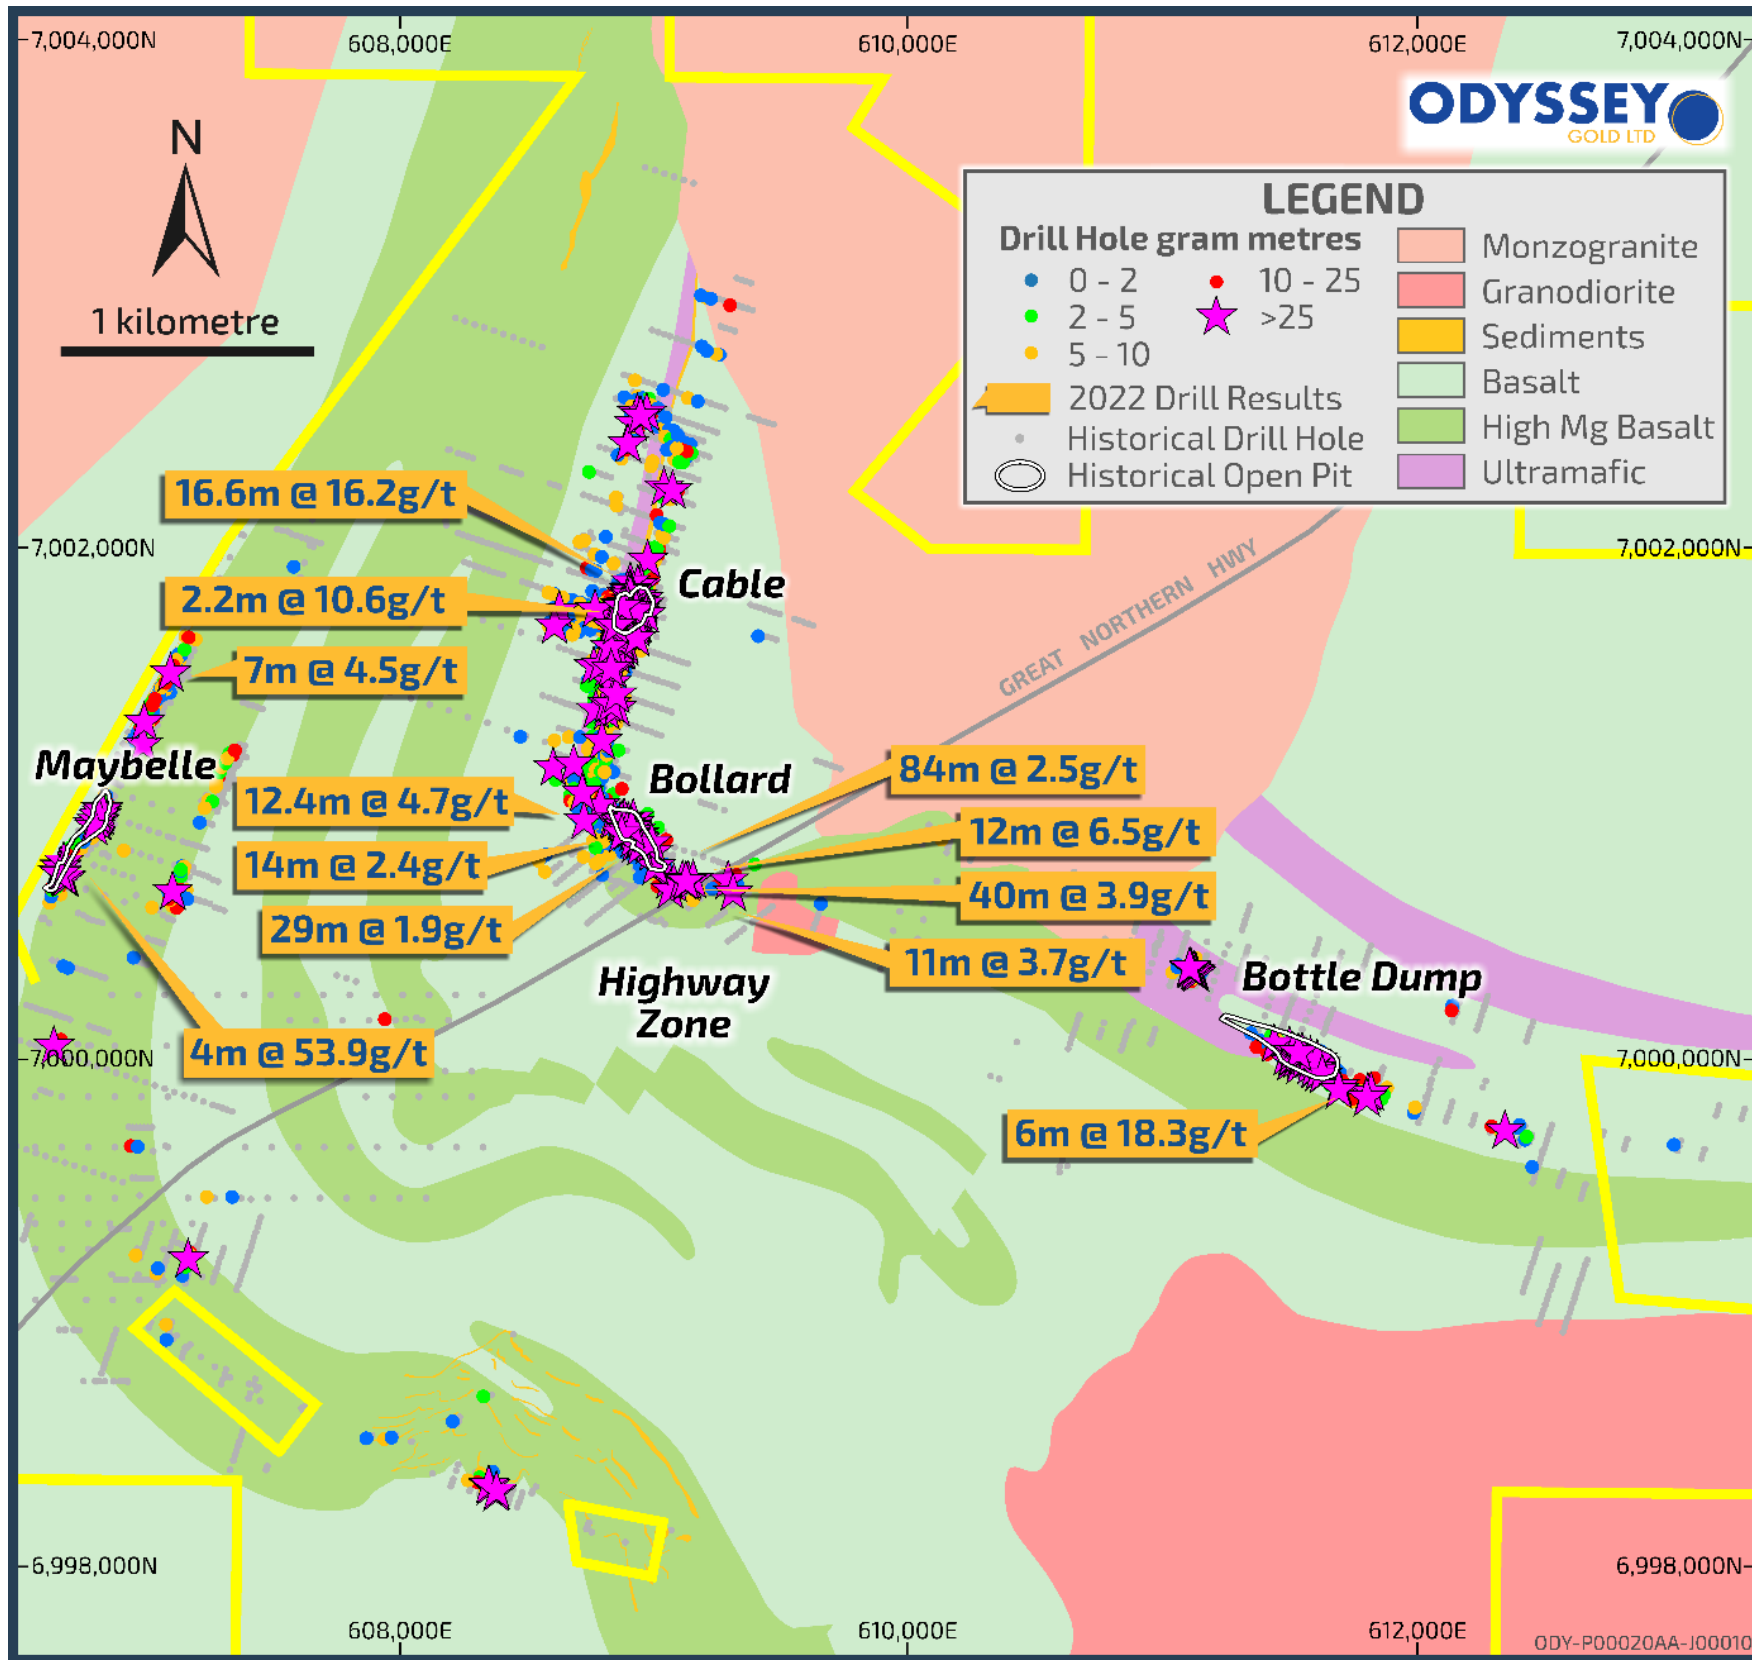 7,004,000N
608,000E
610,000E
612,000E
7,004,000N
ODYSSEY
GOLD LTD
N
1 kilometre
LEGEND
Drill Hole gram metres
0 - 2
2 - 5
5 - 10
10 - 25
>25
2022 Drill Results
Historical Drill Hole
Historical Open Pit
Monzogranite
Granodiorite
Sediments
Basalt
High Mg Basalt
Ultramafic
16.6m @ 16.2g/t
7,002,000N
7,002,000N
GREAT NORTHERN HWY
Cable
2.2m @ 10.6g/t
7m @ 4.5g/t
Maybelle
Bollard
84m @ 2.5g/t
12.4m @ 4.7g/t
12m @ 6.5g/t
14m @ 2.4g/t
40m @ 3.9g/t
29m @ 1.9g/t
11m @ 3.7g/t
Highway
Zone
Bottle Dump
7,000,000N
4m @ 53.9g/t
7,000,000N
6m @ 18.3g/t
6,998,000N
6,998,000N
608,000E
610,000E
612,000E
ODY-P00020AA-J00010